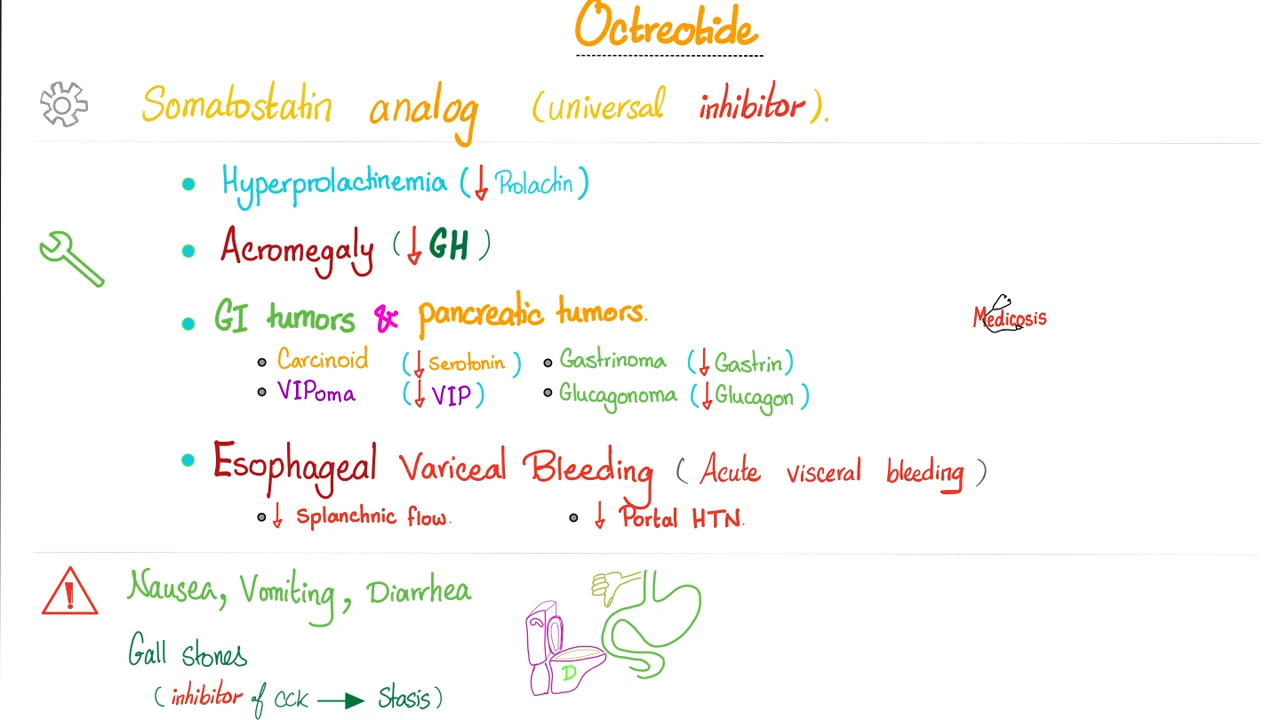 Octreotide
Somatostatin analog (universal inhibitor).
Hyperprolactinemia (↓ Prolactin)
Acromegaly (↓ GH)
GI tumors & pancreatic tumors.
Medicosis
Carcinoid (↓ Serotonin) Gastrinoma (↓ Gastrin)
VIPoma (↓ VIP) Glucagonoma (↓ Glucagon)
Esophageal Variceal Bleeding (Acute visceral bleeding)
↓ Splanchnic flow. ↓ Portal HTN.
Nausea, Vomiting, Diarrhea
Gall stones
(inhibitor of CCK → Stasis)
D